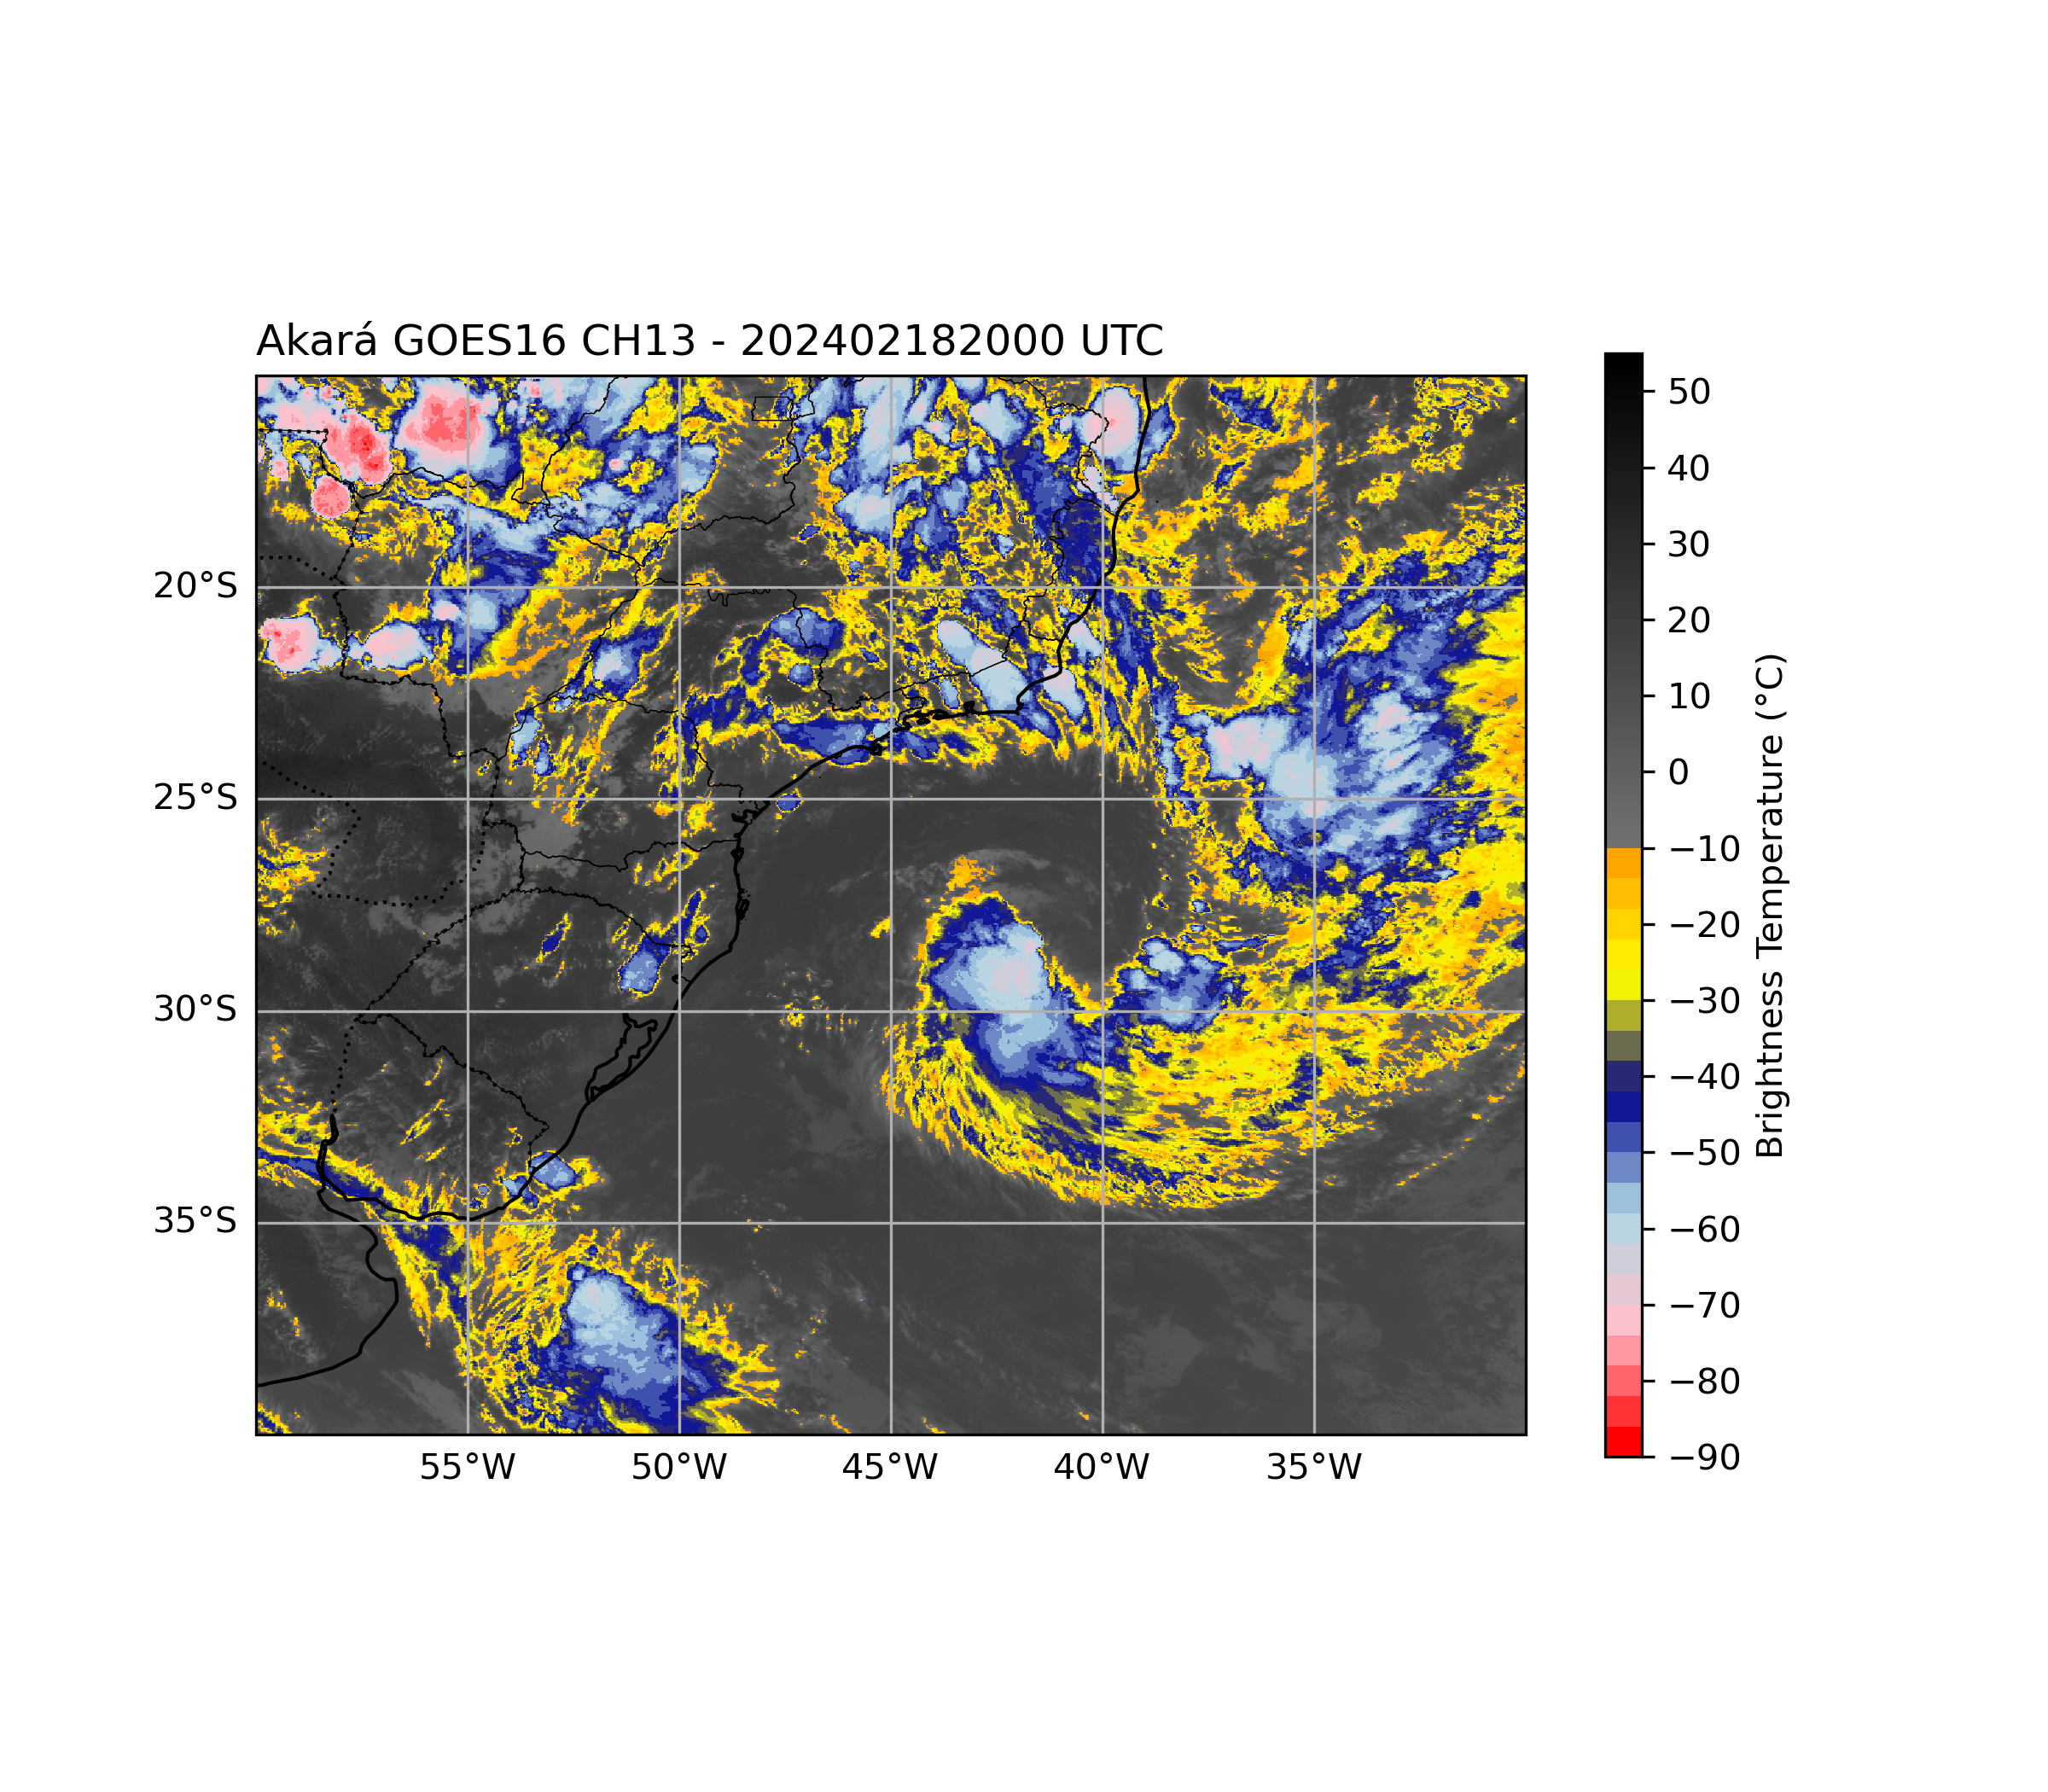 Akará GOES16 CH13 - 202402182000 UTC
20°S
25°S
30°S
35°S
55°W
50°W
45°W
40°W
35°W
50
40
30
20
10
0
−10
−20
−30
−40
−50
−60
−70
−80
−90
Brightness Temperature (°C)